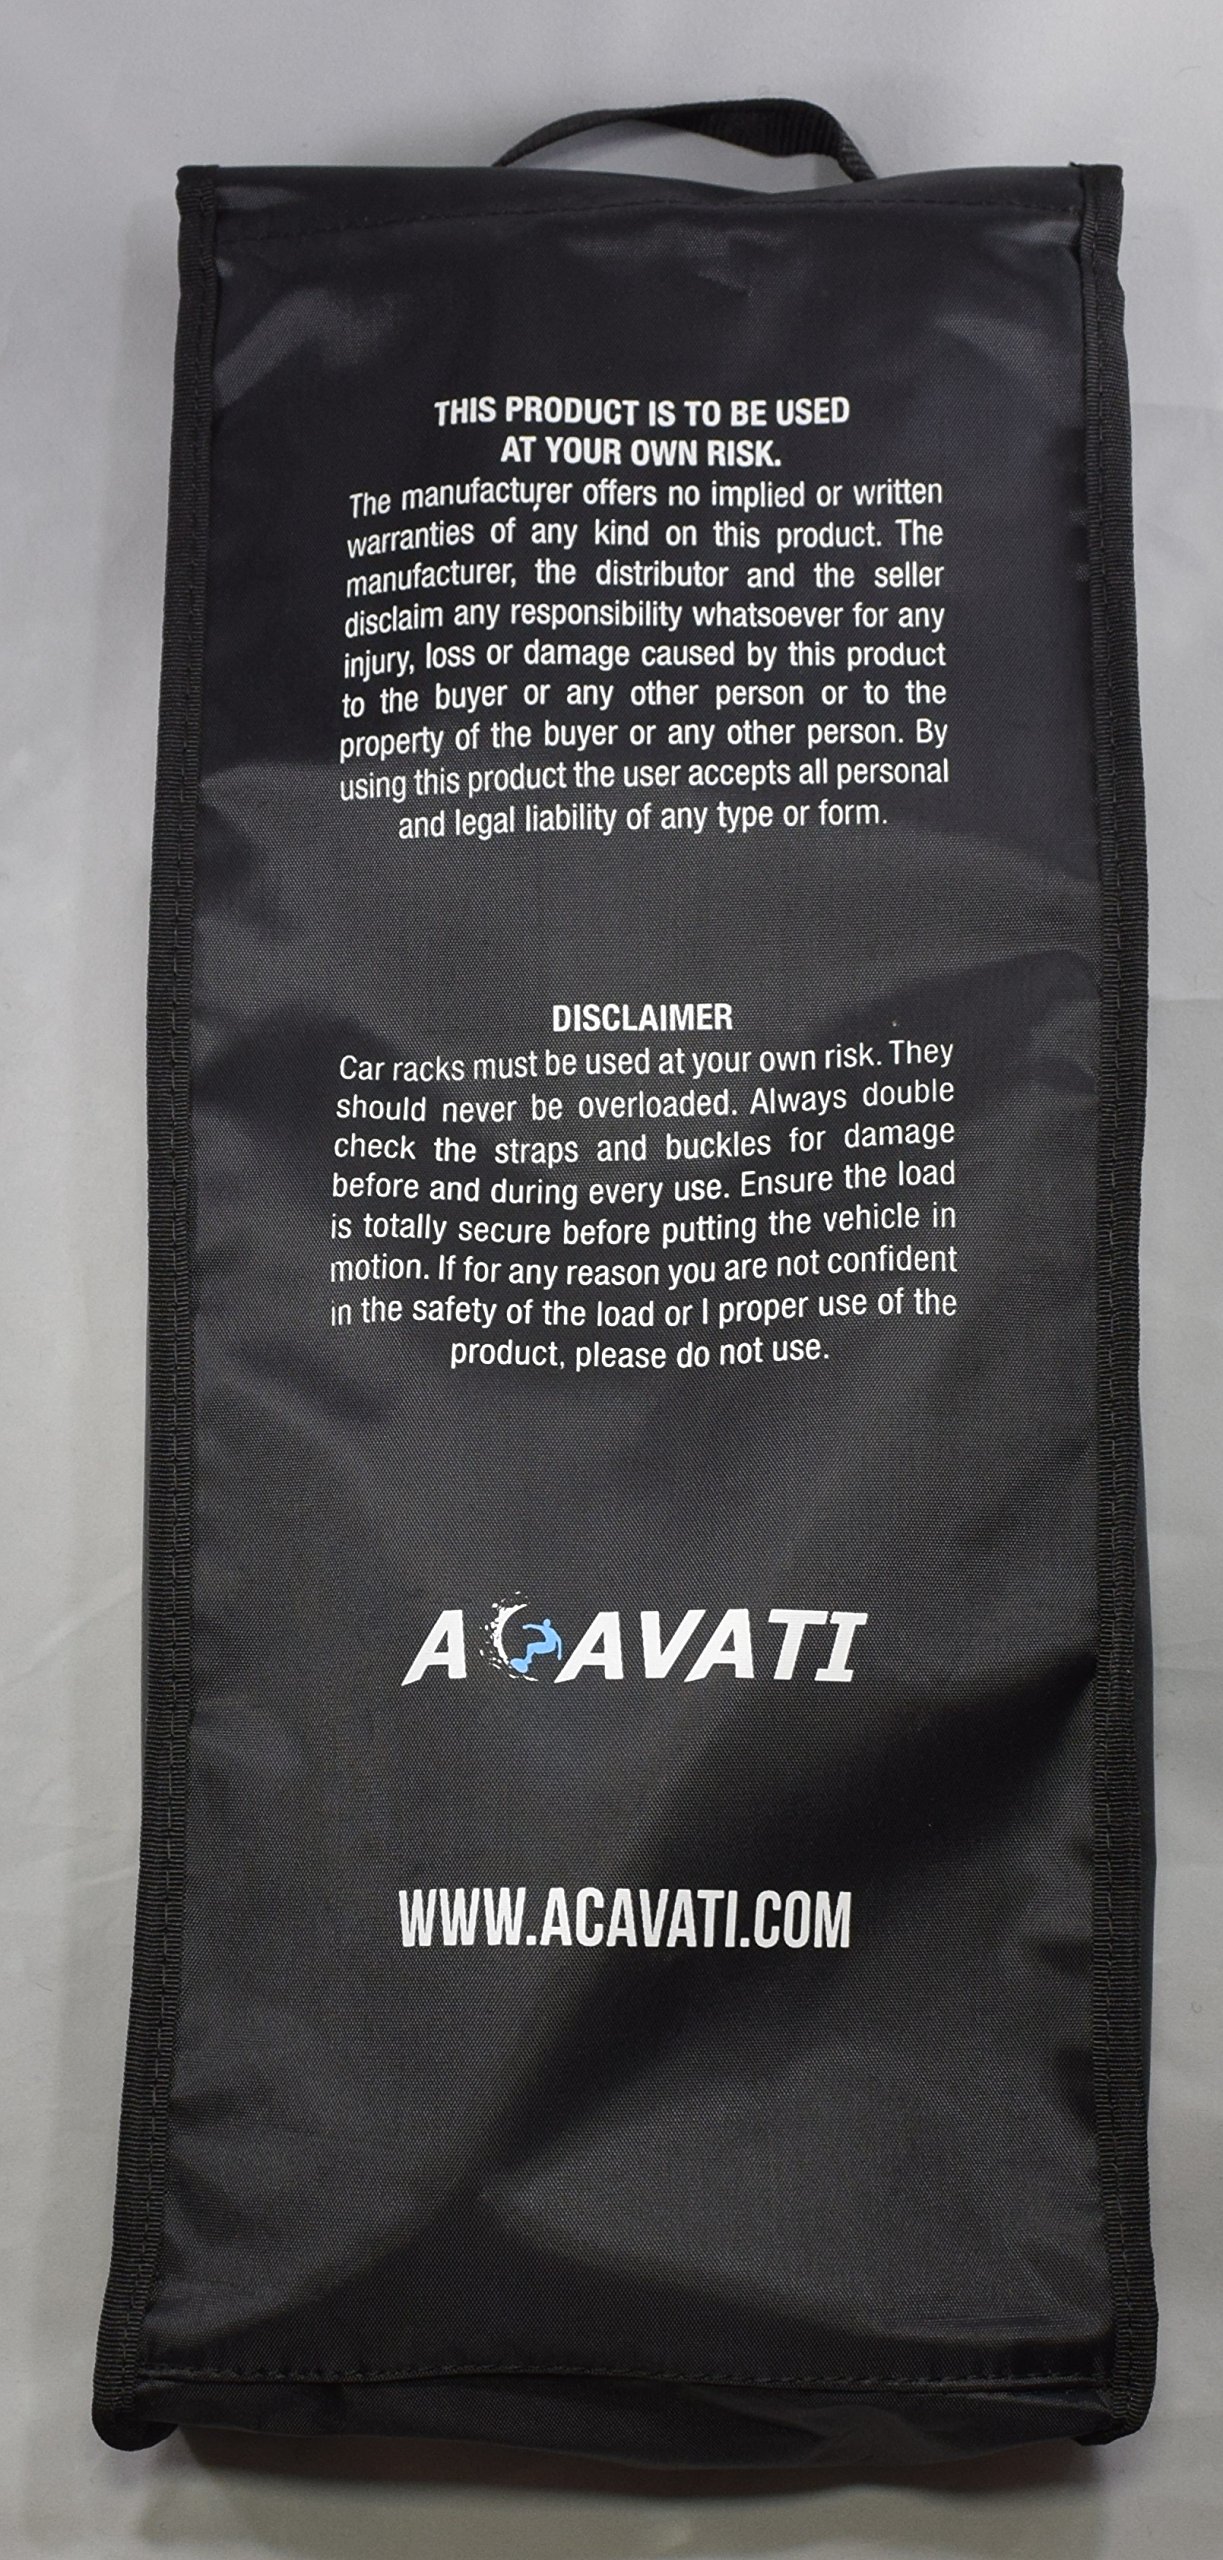 THIS PRODUCT IS TO BE USED
AT YOUR OWN RISK.
The manufacturer offers no implied or written
warranties of any kind on this product. The
manufacturer, the distributor and the seller
disclaim any responsibility whatsoever for any
injury, loss or damage caused by this product
to the buyer or any other person or to the
property of the buyer or any other person. By
using this product the user accepts all personal
and legal liability of any type or form.
DISCLAIMER
Car racks must be used at your own risk. They
should never be overloaded. Always double
check the straps and buckles for damage
before and during every use. Ensure the load
is totally secure before putting the vehicle in
motion. If for any reason you are not confident
in the safety of the load or I proper use of the
product, please do not use.
ACAVATI
WWW.ACAVATI.COM